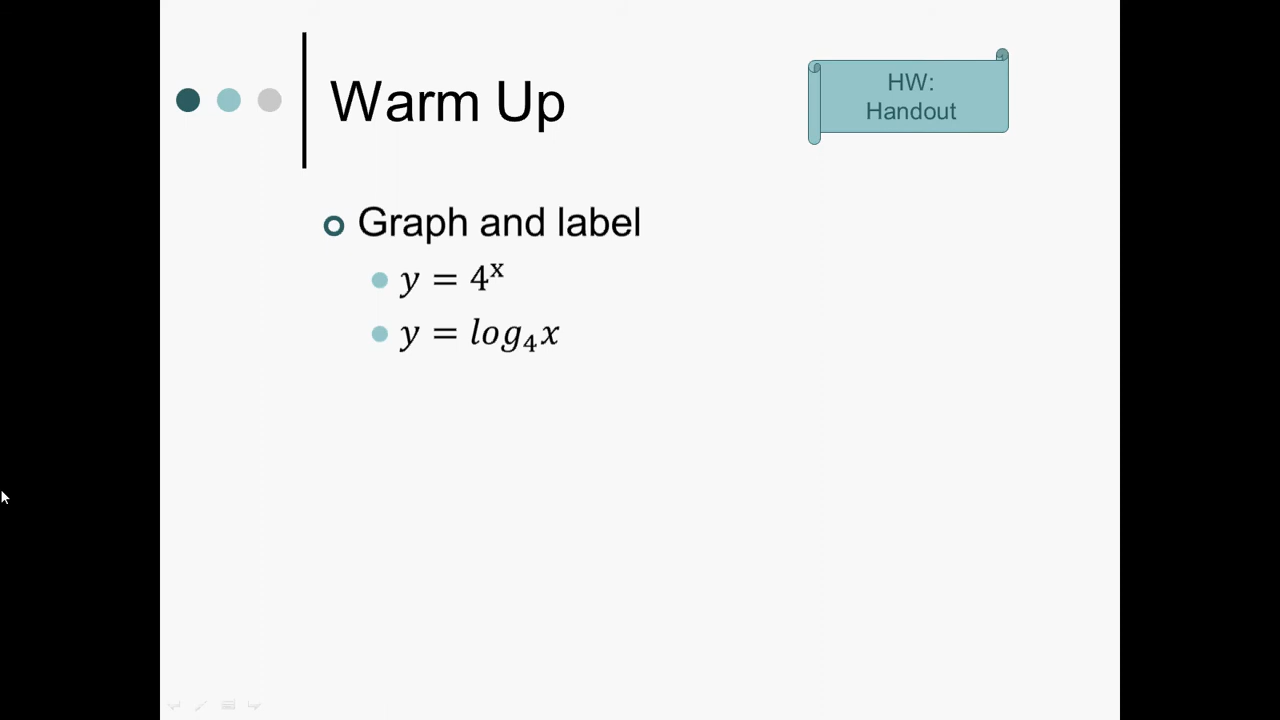 Warm Up
HW:
Handout
Graph and label
y = 4ˣ
y = log₄x